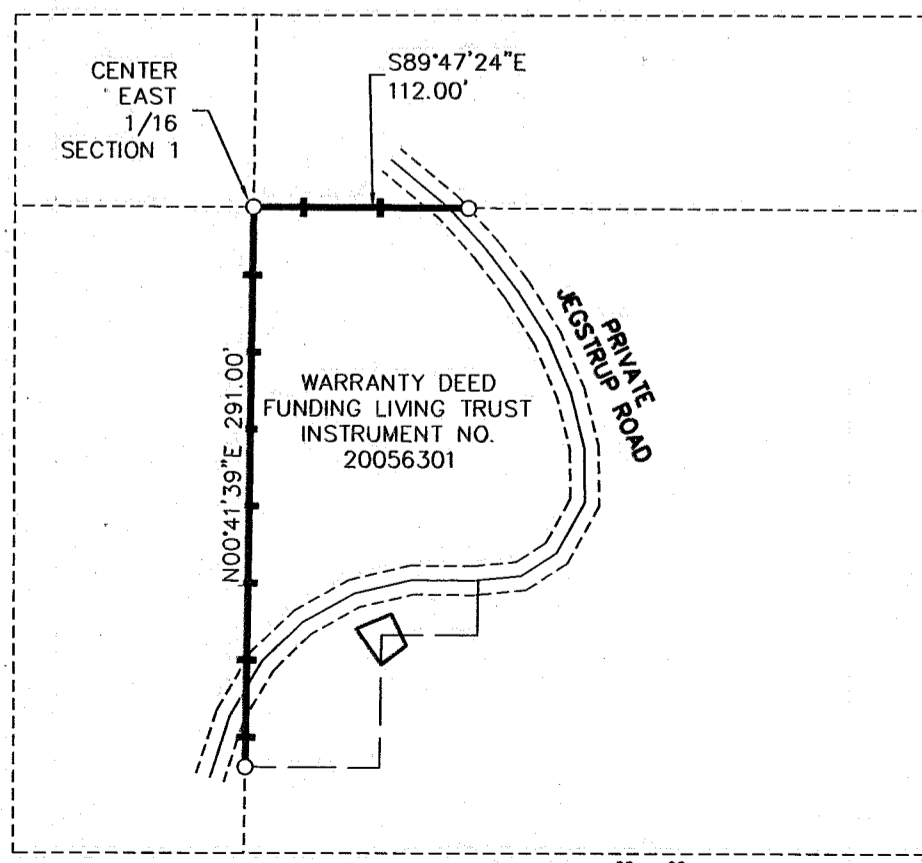 CENTER
EAST
1/16
SECTION 1
S89°47'24"E
112.00'
PRIVATE
JEGSTRUP ROAD
N00°41'39"E 291.00'
WARRANTY DEED
FUNDING LIVING TRUST
INSTRUMENT NO.
20056301